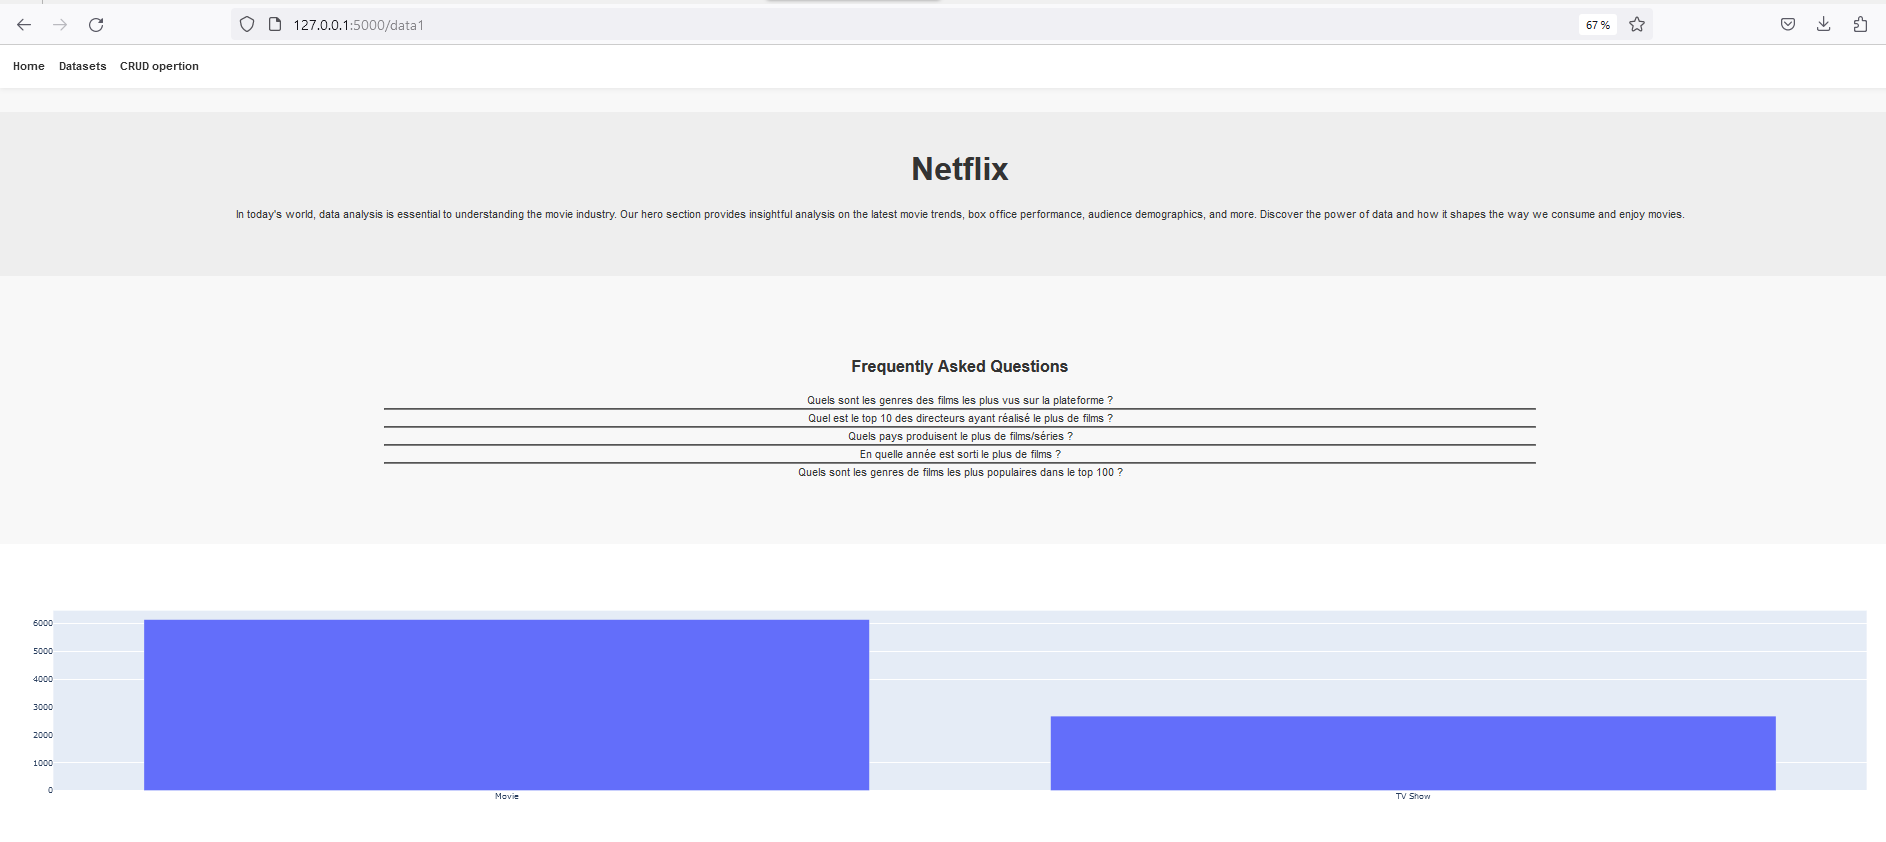 127.0.0.1:5000/data1 67 %
Home Datasets CRUD opertion
Netflix
In today's world, data analysis is essential to understanding the movie industry. Our hero section provides insightful analysis on the latest movie trends, box office performance, audience demographics, and more. Discover the power of data and how it shapes the way we consume and enjoy movies.
Frequently Asked Questions
Quels sont les genres des films les plus vus sur la plateforme ?
Quel est le top 10 des directeurs ayant réalisé le plus de films ?
Quels pays produisent le plus de films/séries ?
En quelle année est sorti le plus de films ?
Quels sont les genres de films les plus populaires dans le top 100 ?
6000
5000
4000
3000
2000
1000
0
Movie TV Show